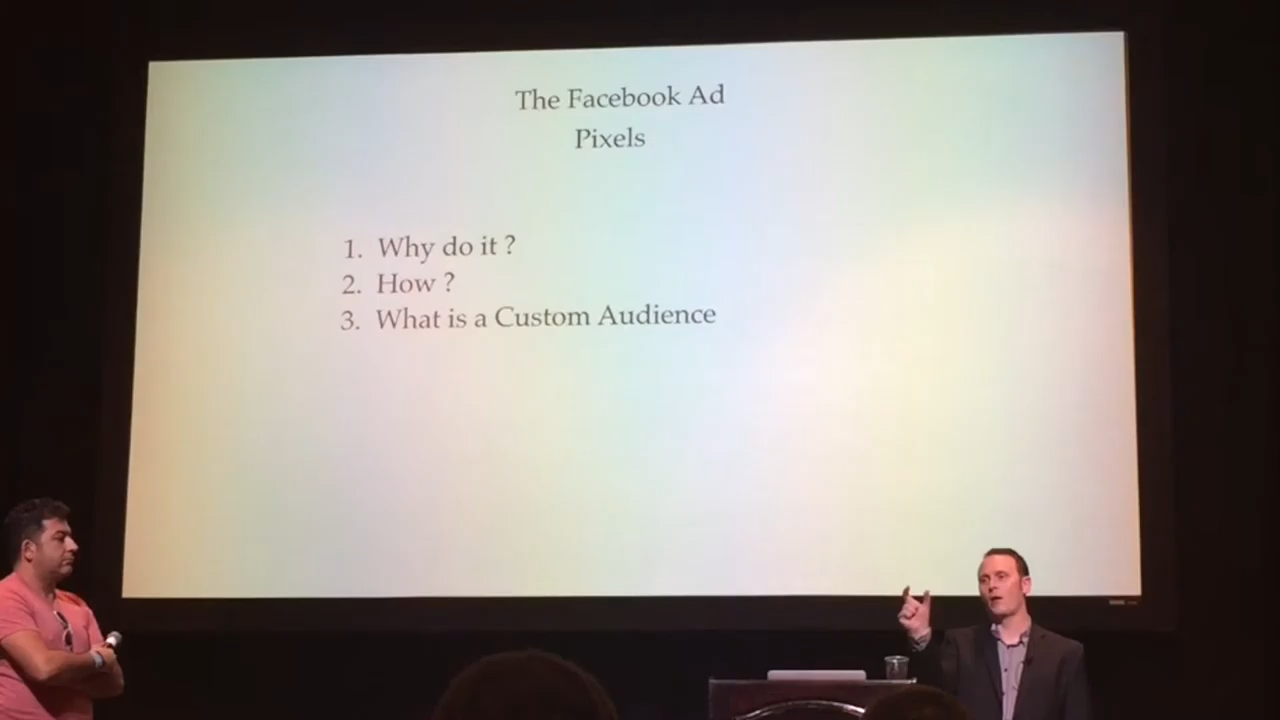 The Facebook Ad
Pixels
1. Why do it ?
2. How ?
3. What is a Custom Audience